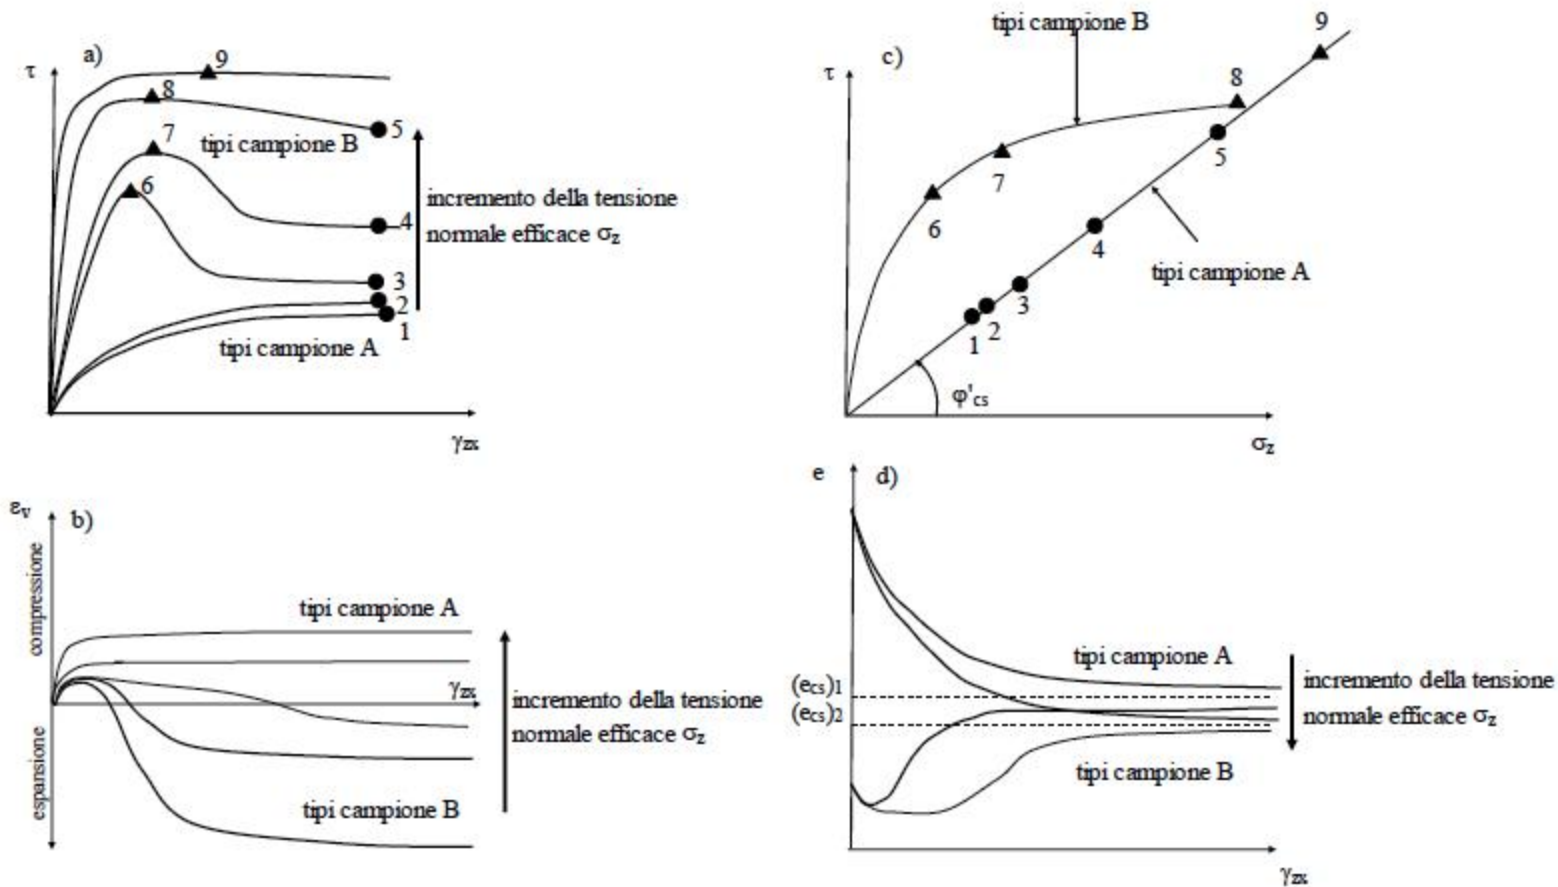 a)
τ
9
8
7
tipi campione B
5
6
incremento della tensione
normale efficace σz
4
3
2
1
tipi campione A
γzx
c)
tipi campione B
τ
9
8
7
6
5
4
tipi campione A
3
2
1
φ'cs
σz
b)
εv
compressione
espansione
tipi campione A
γzx
incremento della tensione
normale efficace σz
tipi campione B
d)
e
tipi campione A
(ecs)1
(ecs)2
incremento della tensione
normale efficace σz
tipi campione B
γzx